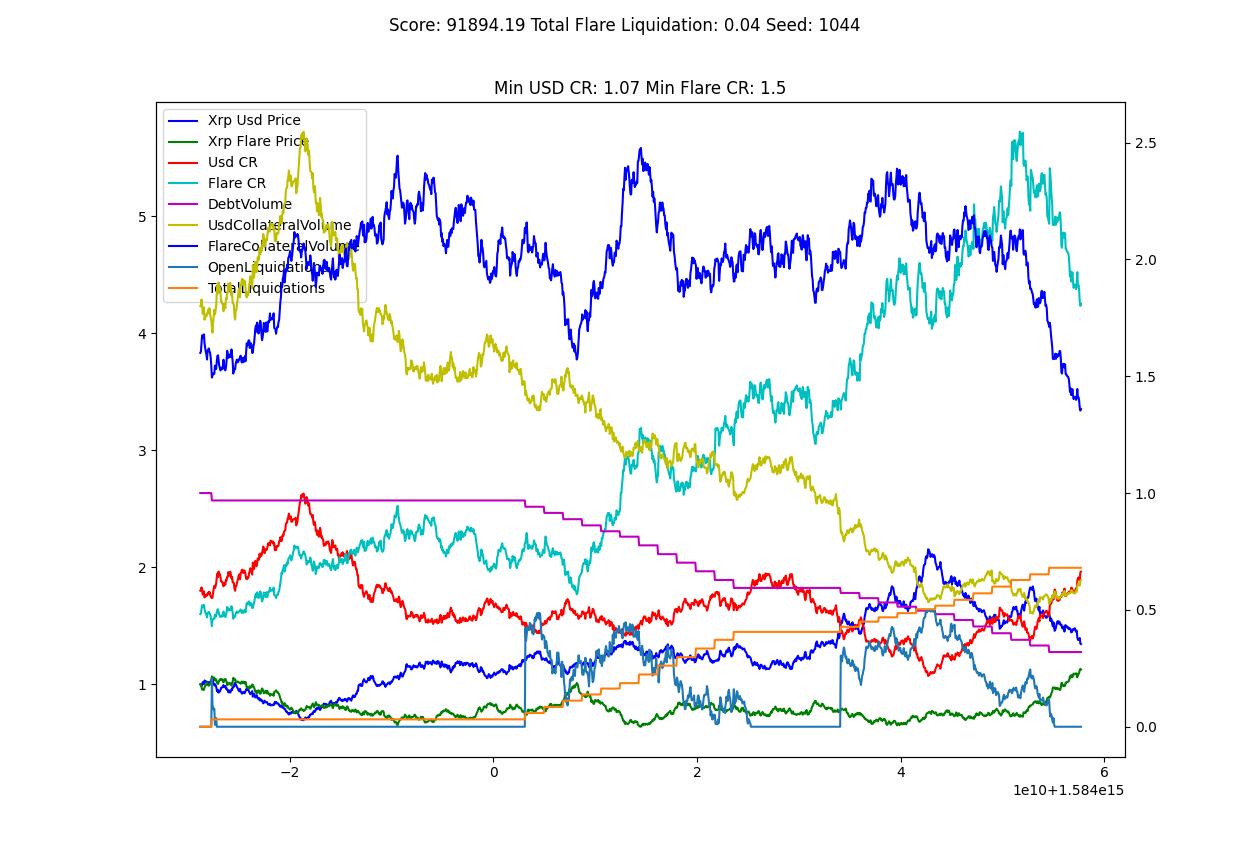 Score: 91894.19 Total Flare Liquidation: 0.04 Seed: 1044
Min USD CR: 1.07 Min Flare CR: 1.5
Xrp Usd Price
Xrp Flare Price
Usd CR
Flare CR
DebtVolume
UsdCollateralVolume
FlareCollateralVolume
OpenLiquidations
TotalLiquidations
5
4
3
2
1
2.5
2.0
1.5
1.0
0.5
0.0
−2
0
2
4
6
1e10+1.584e15